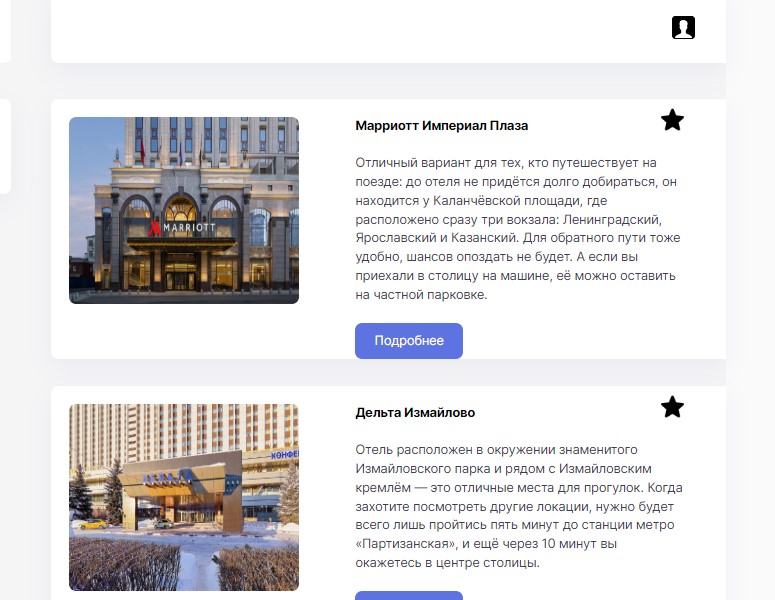 Марриотт Империал Плаза
Отличный вариант для тех, кто путешествует на
поезде: до отеля не придётся долго добираться, он
находится у Каланчёвской площади, где
расположено сразу три вокзала: Ленинградский,
Ярославский и Казанский. Для обратного пути тоже
удобно, шансов опоздать не будет. А если вы
приехали в столицу на машине, её можно оставить
на частной парковке.
MARRIOTT
Подробнее
Дельта Измайлово
Отель расположен в окружении знаменитого
Измайловского парка и рядом с Измайловским
кремлём — это отличные места для прогулок. Когда
захотите посмотреть другие локации, нужно будет
всего лишь пройтись пять минут до станции метро
«Партизанская», и ещё через 10 минут вы
окажетесь в центре столицы.
КОНФЕ